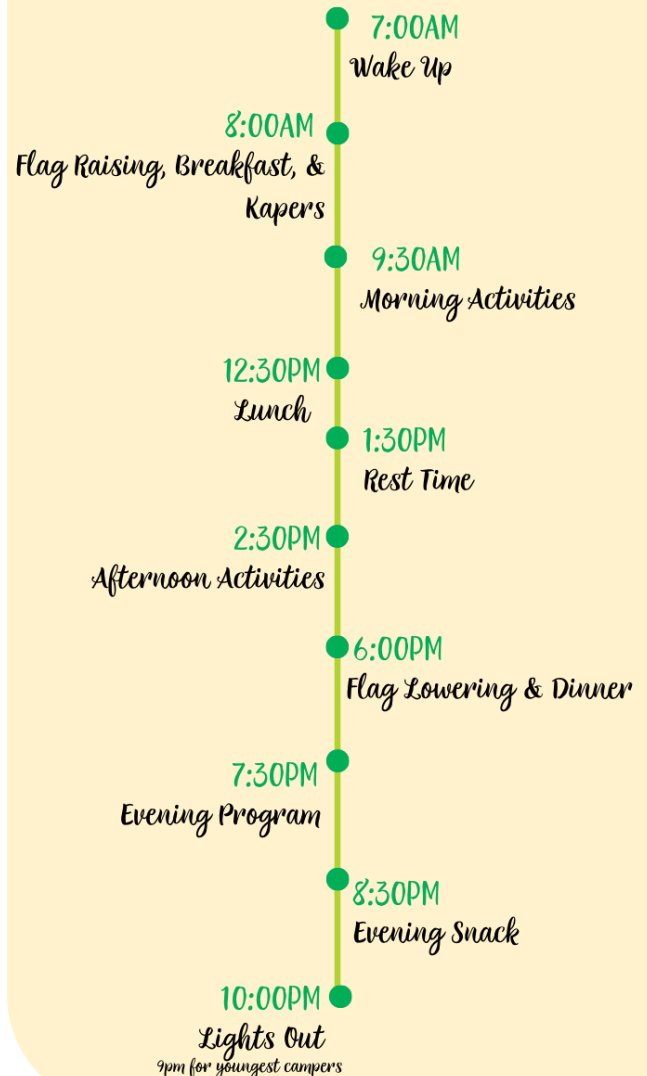 7:00AM
Wake Up
8:00AM
Flag Raising, Breakfast, &
Kapers
9:30AM
Morning Activities
12:30PM
Lunch
1:30PM
Rest Time
2:30PM
Afternoon Activities
6:00PM
Flag Lowering & Dinner
7:30PM
Evening Program
8:30PM
Evening Snack
10:00PM
Lights Out
9pm for youngest campers